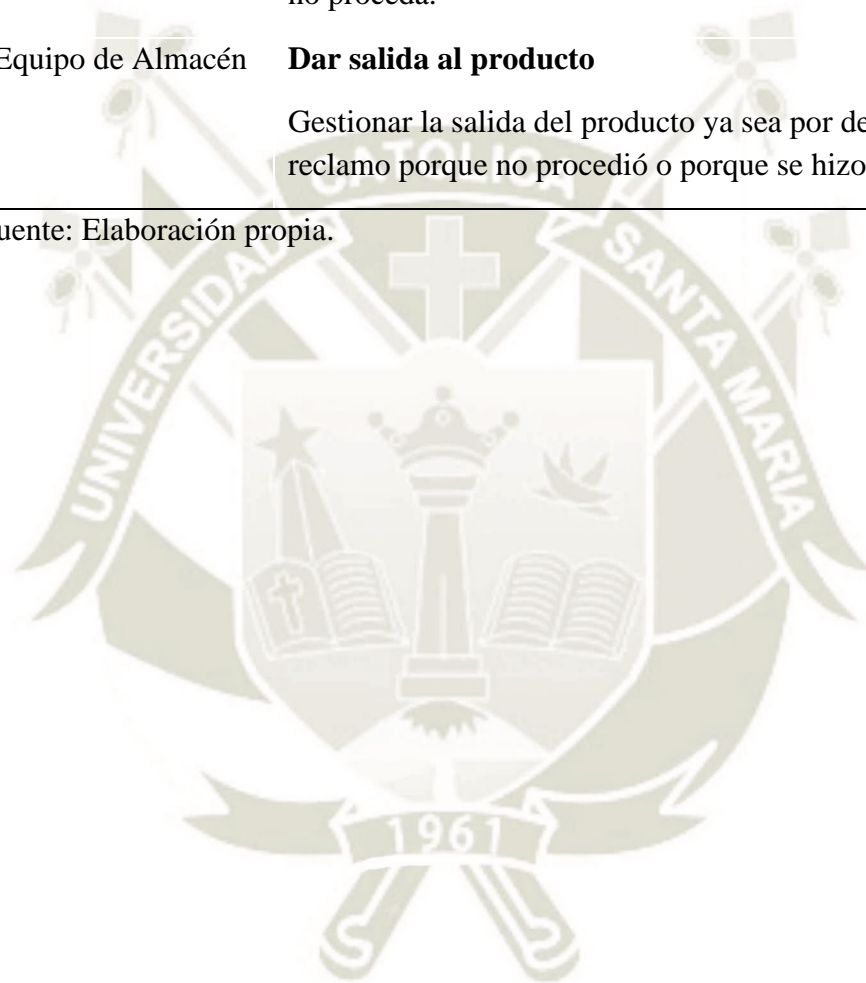 no proceda.
Equipo de Almacén Dar salida al producto
Gestionar la salida del producto ya sea por de
reclamo porque no procedió o porque se hizo
uente: Elaboración propia.
UNIVERSIDAD CATOLICA SANTA MARIA
1961